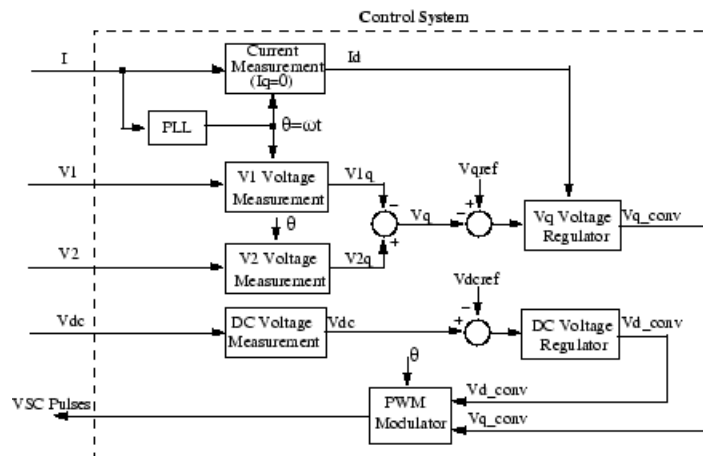 Control System
I
Current
Measurement
(Iq=0)
Id
PLL
θ=ωt
V1
V1 Voltage
Measurement
V1q
Vqref
−
+
−
Vq
θ
+
Vq Voltage
Regulator
Vq_conv
V2
V2 Voltage
Measurement
V2q
Vdcref
−
+
Vdc
DC Voltage
Measurement
Vdc
DC Voltage
Regulator
Vd_conv
θ
VSC Pulses
PWM
Modulator
Vd_conv
Vq_conv